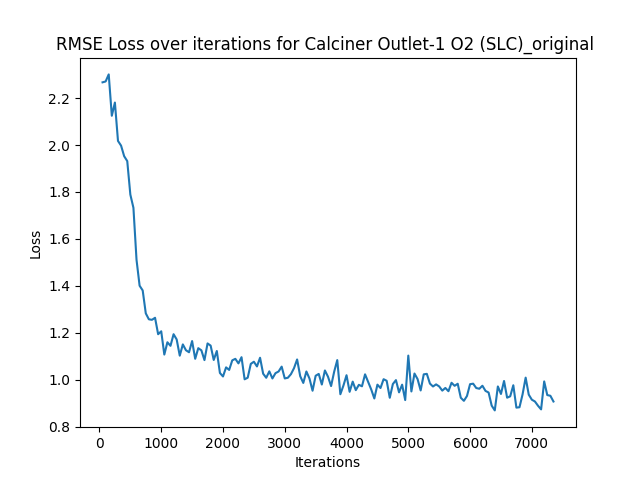 RMSE Loss over iterations for Calciner Outlet-1 O2 (SLC)_original
2.2
2.0
1.8
1.6
1.4
1.2
1.0
0.8
Loss
0 1000 2000 3000 4000 5000 6000 7000
Iterations